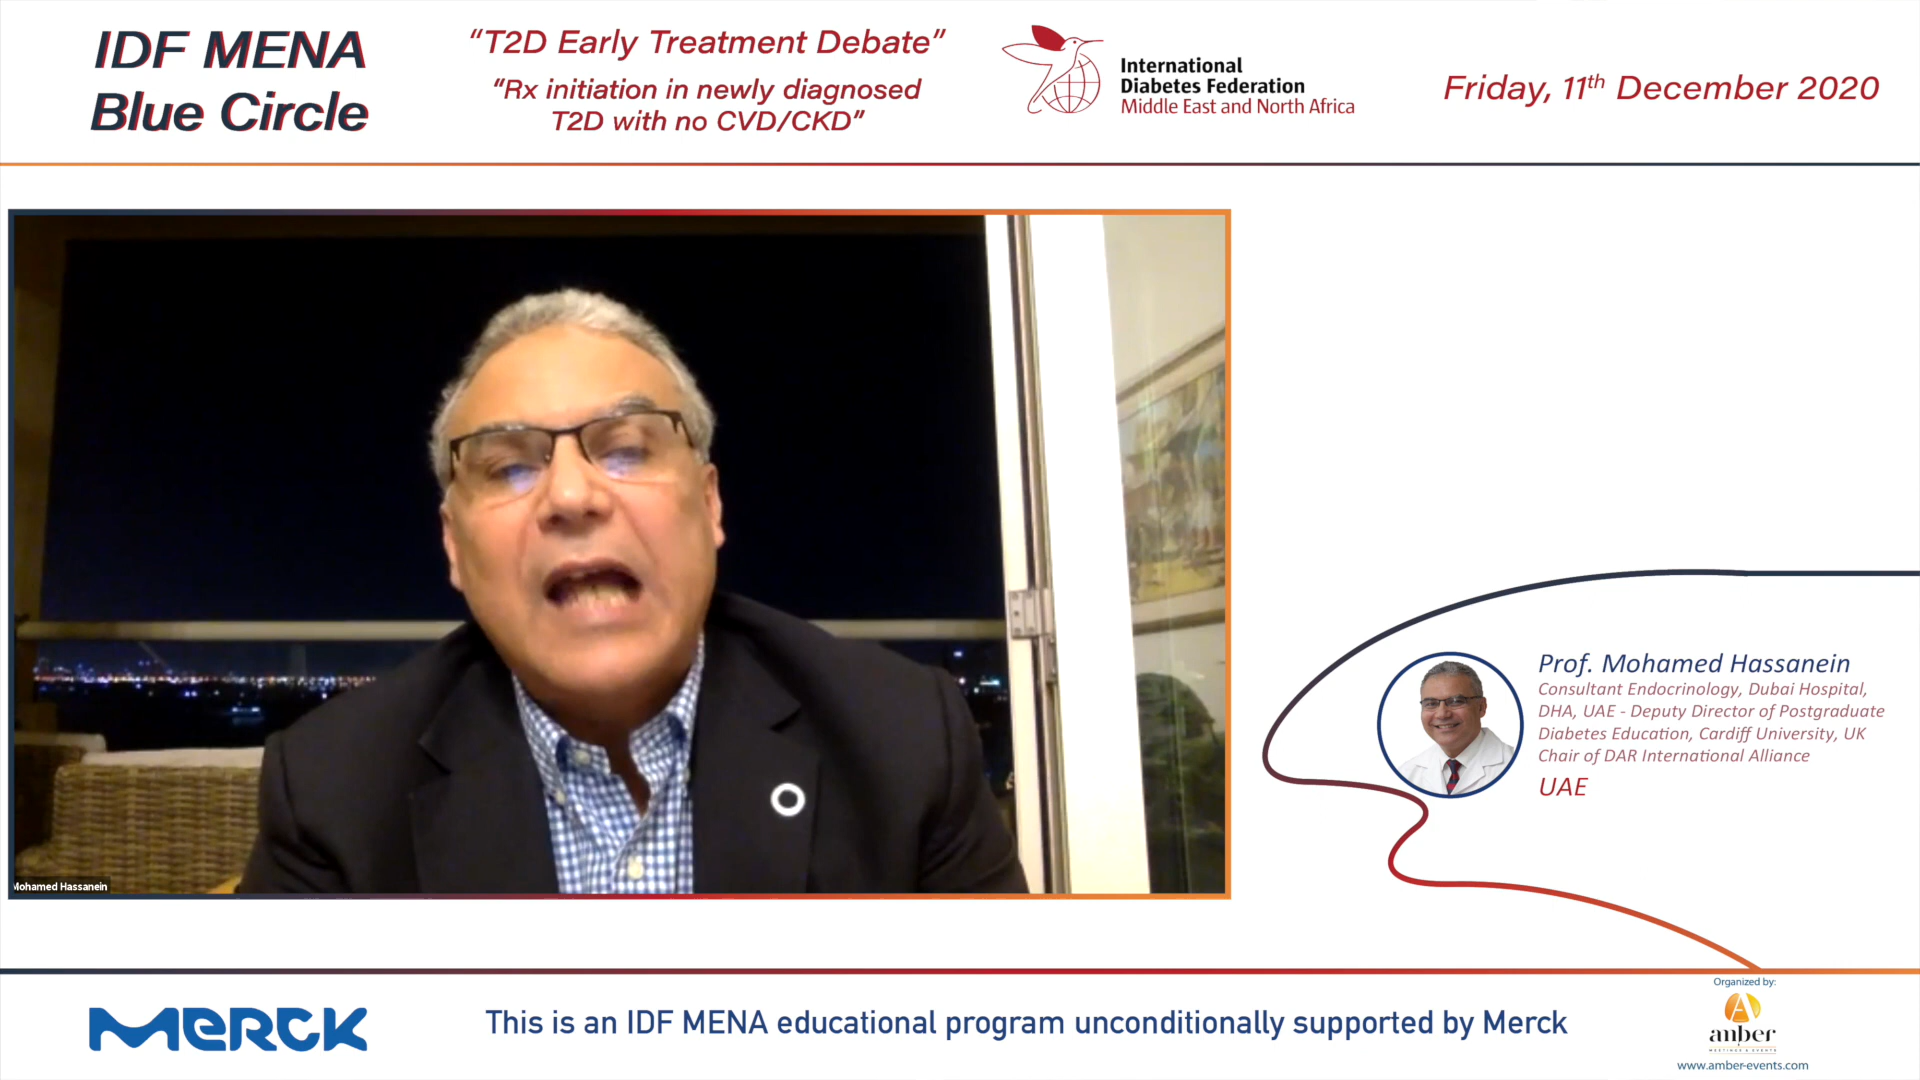 IDF MENA
Blue Circle
“T2D Early Treatment Debate”
“Rx initiation in newly diagnosed
T2D with no CVD/CKD”
International
Diabetes Federation
Middle East and North Africa
Friday, 11th December 2020
Mohamed Hassanein
Prof. Mohamed Hassanein
Consultant Endocrinology, Dubai Hospital,
DHA, UAE - Deputy Director of Postgraduate
Diabetes Education, Cardiff University, UK
Chair of DAR International Alliance
UAE
MERCK
This is an IDF MENA educational program unconditionally supported by Merck
Organized by:
amber
MEETINGS & EVENTS
www.amber-events.com